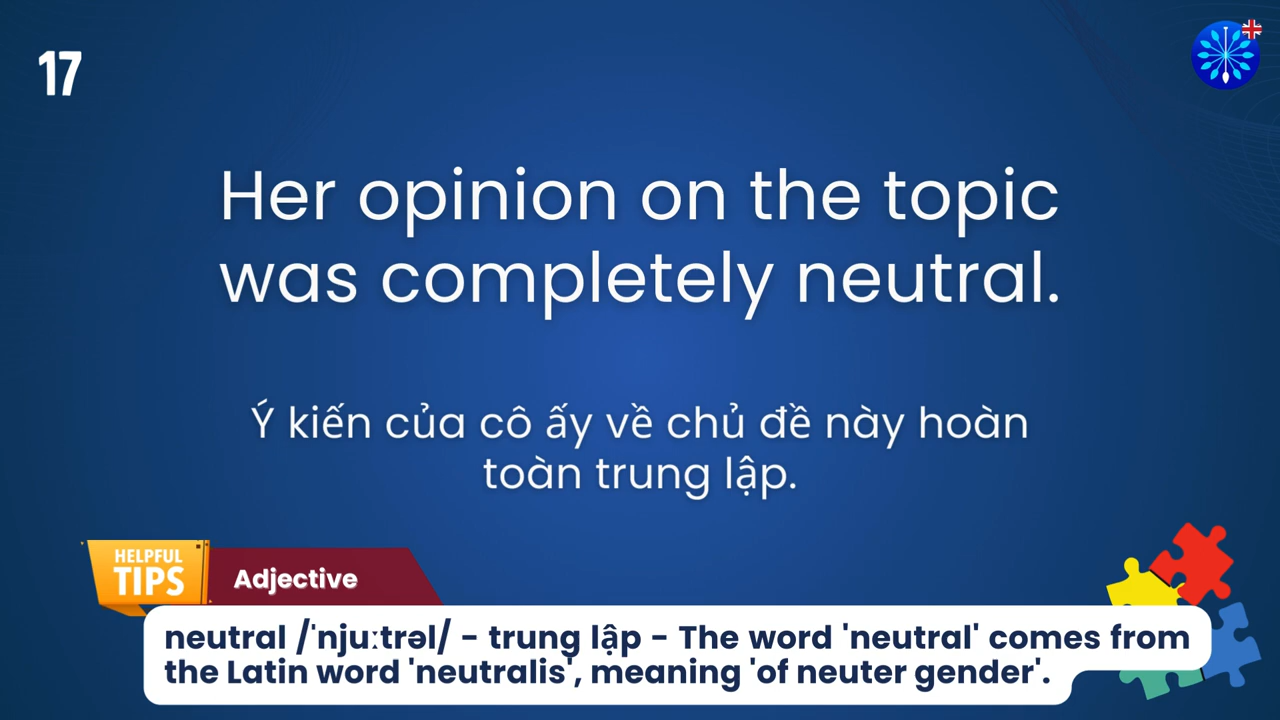 17
Her opinion on the topic
was completely neutral.
Ý kiến của cô ấy về chủ đề này hoàn
toàn trung lập.
HELPFUL
TIPS
Adjective
neutral /ˈnjuːtrəl/ - trung lập - The word 'neutral' comes from
the Latin word 'neutralis', meaning 'of neuter gender'.